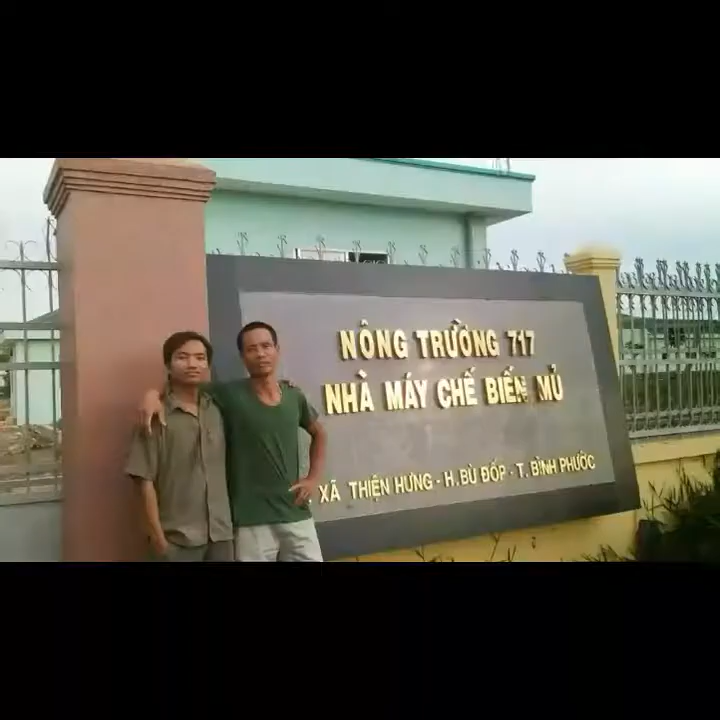 NÔNG TRƯỜNG 717
NHÀ MÁY CHẾ BIẾN MỦ
XÃ THIỆN HƯNG - H.BÙ ĐỐP - T. BÌNH PHƯỚC